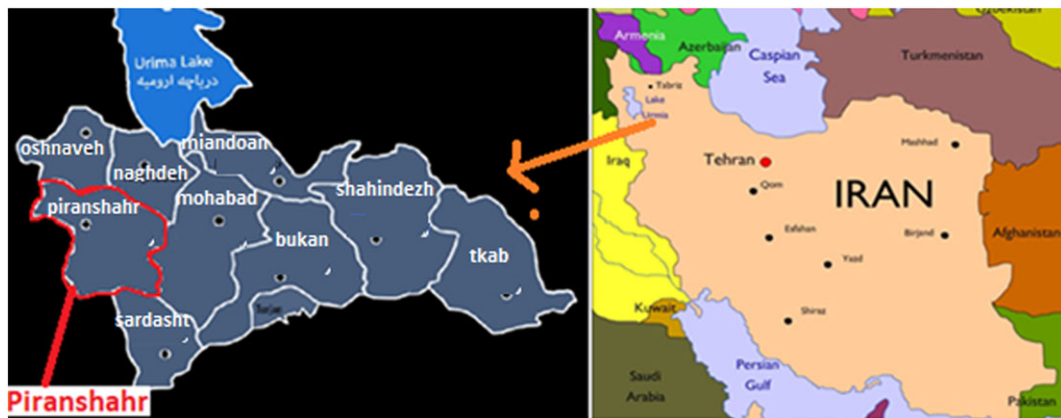 Urima Lake
دریاچه ارومیه
oshnaveh
naghdeh
miandoan
piranshahr
mohabad
shahindezh
bukan
tkab
sardasht
Piranshahr
Armenia
Azerbaijan
Caspian
Sea
Uzbekistan
Turkmenistan
Tabriz
Lake
Urmia
Iraq
Tehran
Mashhad
Qom
IRAN
Esfahan
Birjand
Afghanistan
Yazd
Kuwait
Shiraz
Saudi
Arabia
Persian
Gulf
Pakistan